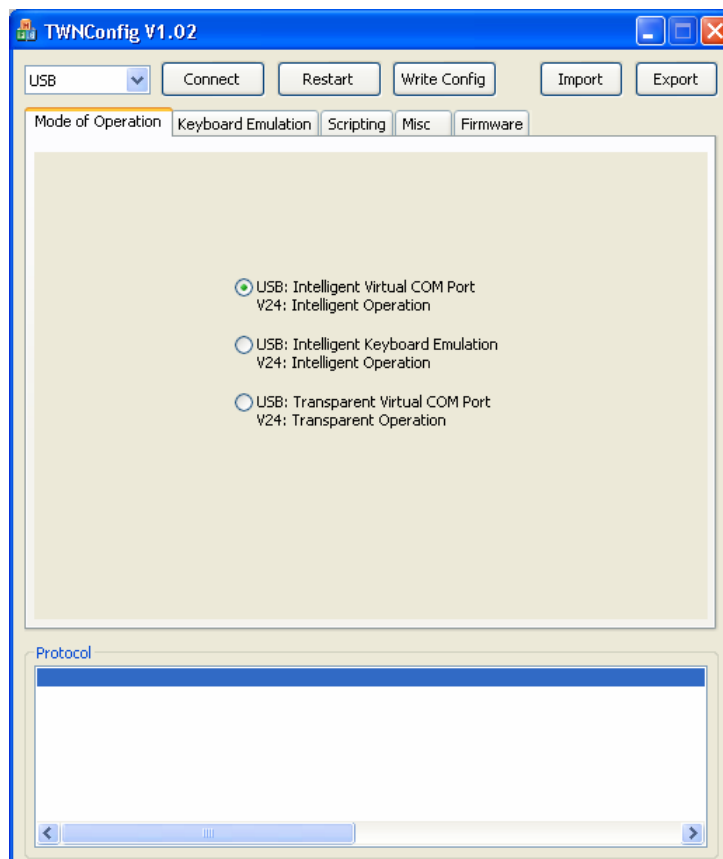 TWNConfig V1.02
USB Connect Restart Write Config Import Export
Mode of Operation Keyboard Emulation Scripting Misc Firmware
USB: Intelligent Virtual COM Port
V24: Intelligent Operation
USB: Intelligent Keyboard Emulation
V24: Intelligent Operation
USB: Transparent Virtual COM Port
V24: Transparent Operation
Protocol